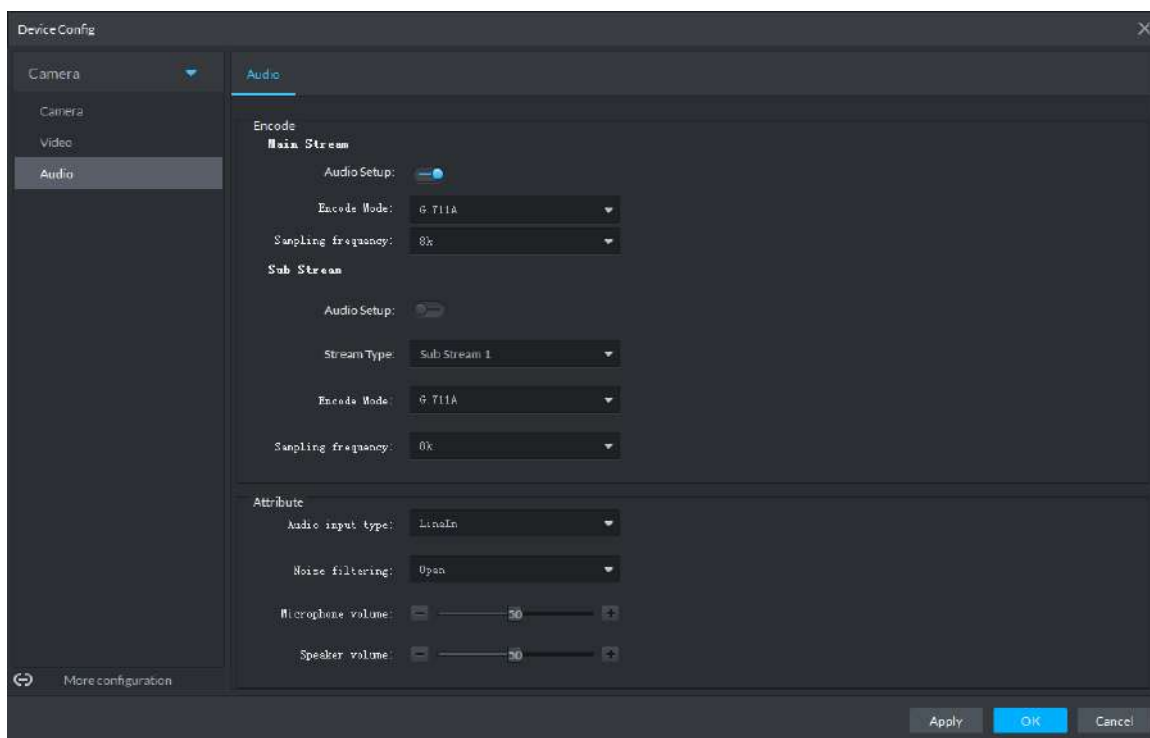 Device Config
Camera
Audio
Camera
Video
Audio
Encode
Main Stream
Audio Setup:
Encode Mode: G.711A
Sampling frequency: 8k
Sub Stream
Audio Setup:
Stream Type: Sub Stream 1
Encode Mode: G.711A
Sampling frequency: 8k
Attribute
Audio input type: LineIn
Noise filtering: Open
Microphone volume: 50
Speaker volume: 50
More configuration
Apply OK Cancel